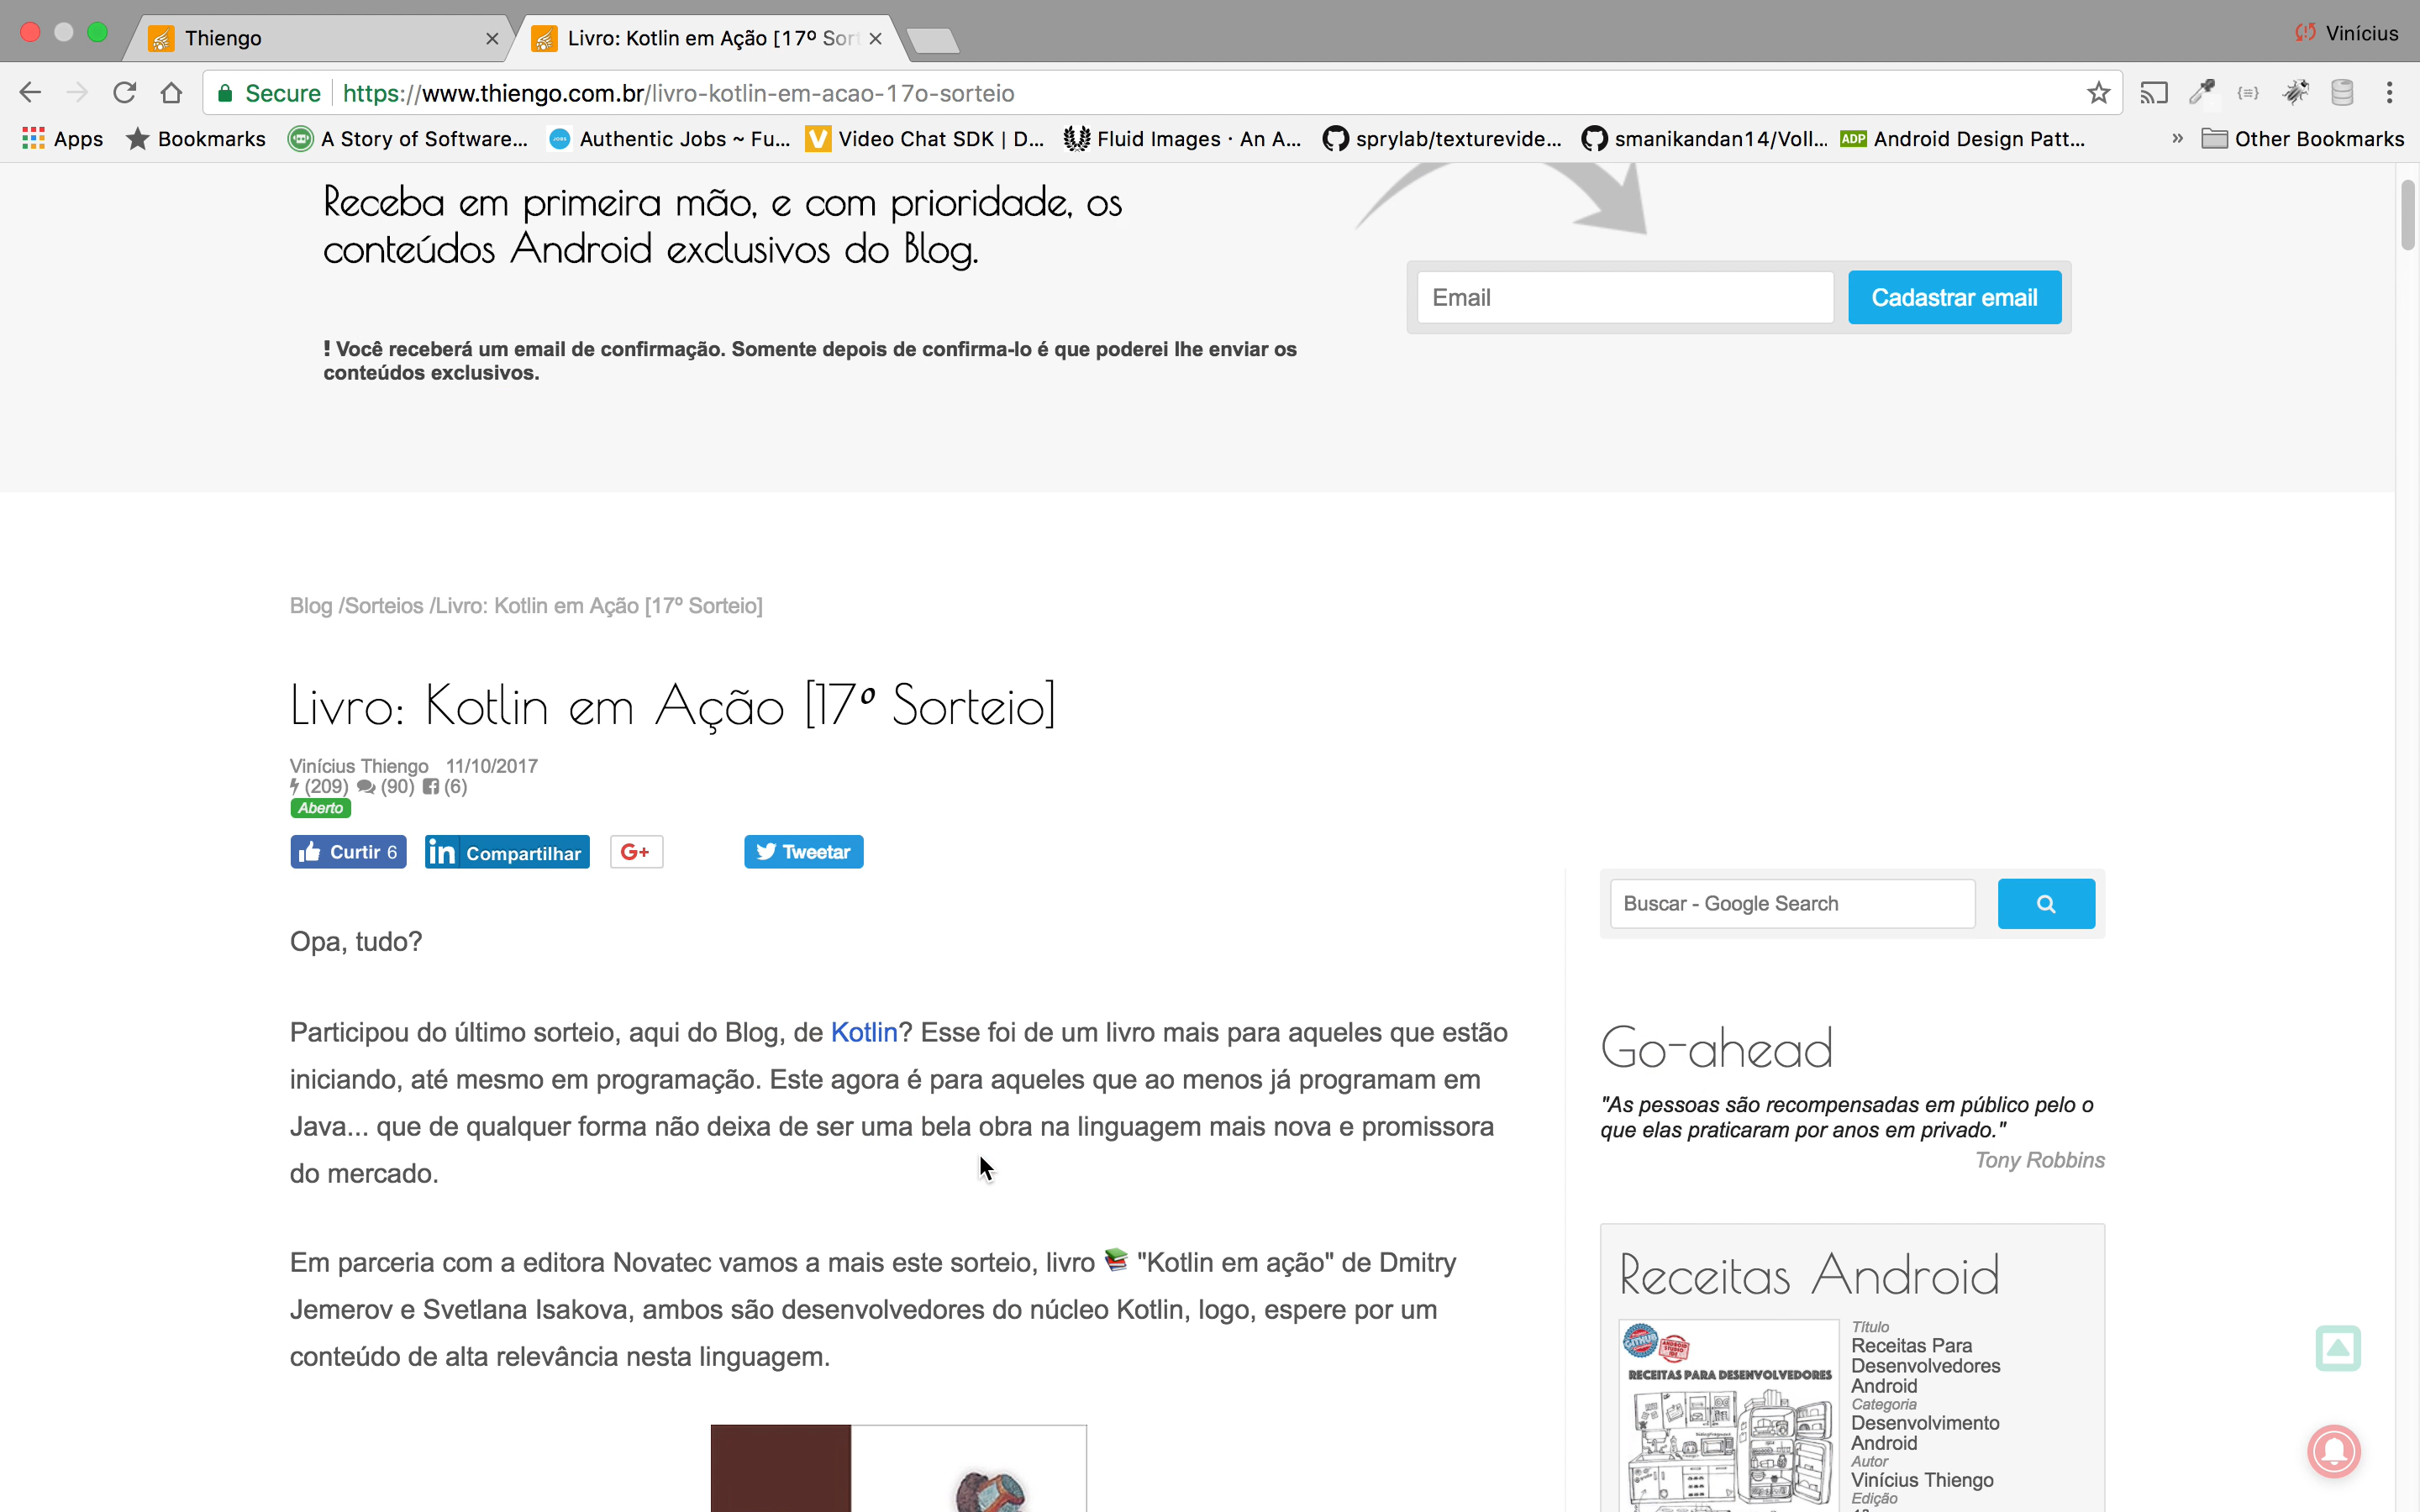 Thiengo
Livro: Kotlin em Ação [17º Sort
Vinícius
Secure
https://www.thiengo.com.br/livro-kotlin-em-acao-17o-sorteio
Apps
Bookmarks
A Story of Software...
Authentic Jobs ~ Fu...
Video Chat SDK | D...
Fluid Images · An A...
sprylab/texturevide...
smanikandan14/Voll...
ADP
Android Design Patt...
»
Other Bookmarks
Receba em primeira mão, e com prioridade, os
conteúdos Android exclusivos do Blog.
! Você receberá um email de confirmação. Somente depois de confirma-lo é que poderei lhe enviar os
conteúdos exclusivos.
Email
Cadastrar email
Blog /Sorteios /Livro: Kotlin em Ação [17º Sorteio]
Livro: Kotlin em Ação [17º Sorteio]
Vinícius Thiengo 11/10/2017
(209) (90) (6)
Aberto
Curtir 6
in Compartilhar
G+
Tweetar
Opa, tudo?
Participou do último sorteio, aqui do Blog, de Kotlin? Esse foi de um livro mais para aqueles que estão
iniciando, até mesmo em programação. Este agora é para aqueles que ao menos já programam em
Java... que de qualquer forma não deixa de ser uma bela obra na linguagem mais nova e promissora
do mercado.
Em parceria com a editora Novatec vamos a mais este sorteio, livro 📚 "Kotlin em ação" de Dmitry
Jemerov e Svetlana Isakova, ambos são desenvolvedores do núcleo Kotlin, logo, espere por um
conteúdo de alta relevância nesta linguagem.
Buscar - Google Search
Go-ahead
"As pessoas são recompensadas em público pelo o
que elas praticaram por anos em privado."
Tony Robbins
Receitas Android
GITHUB
ANDROID
STUDIO
IDE
RECEITAS PARA DESENVOLVEDORES
Título
Receitas Para
Desenvolvedores
Android
Categoria
Desenvolvimento
Android
Autor
Vinícius Thiengo
Edição